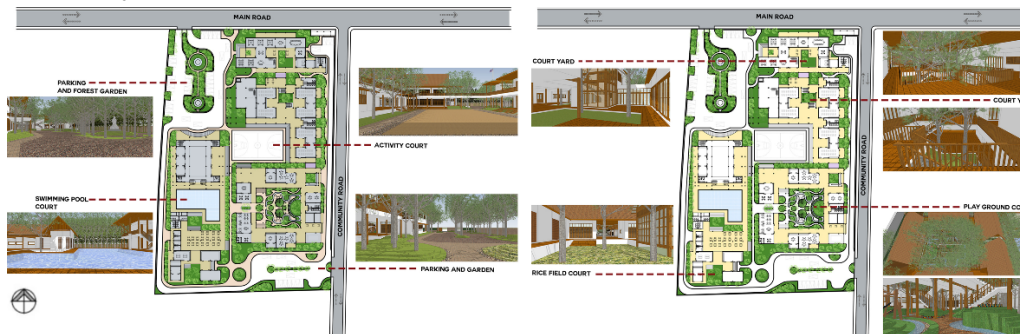 MAIN ROAD
PARKING
AND FOREST GARDEN
ACTIVITY COURT
SWIMMING POOL
COURT
COMMUNITY ROAD
PARKING AND GARDEN
MAIN ROAD
COURT YARD
COURT Y
COMMUNITY ROAD
PLAY GROUND CO
RICE FIELD COURT